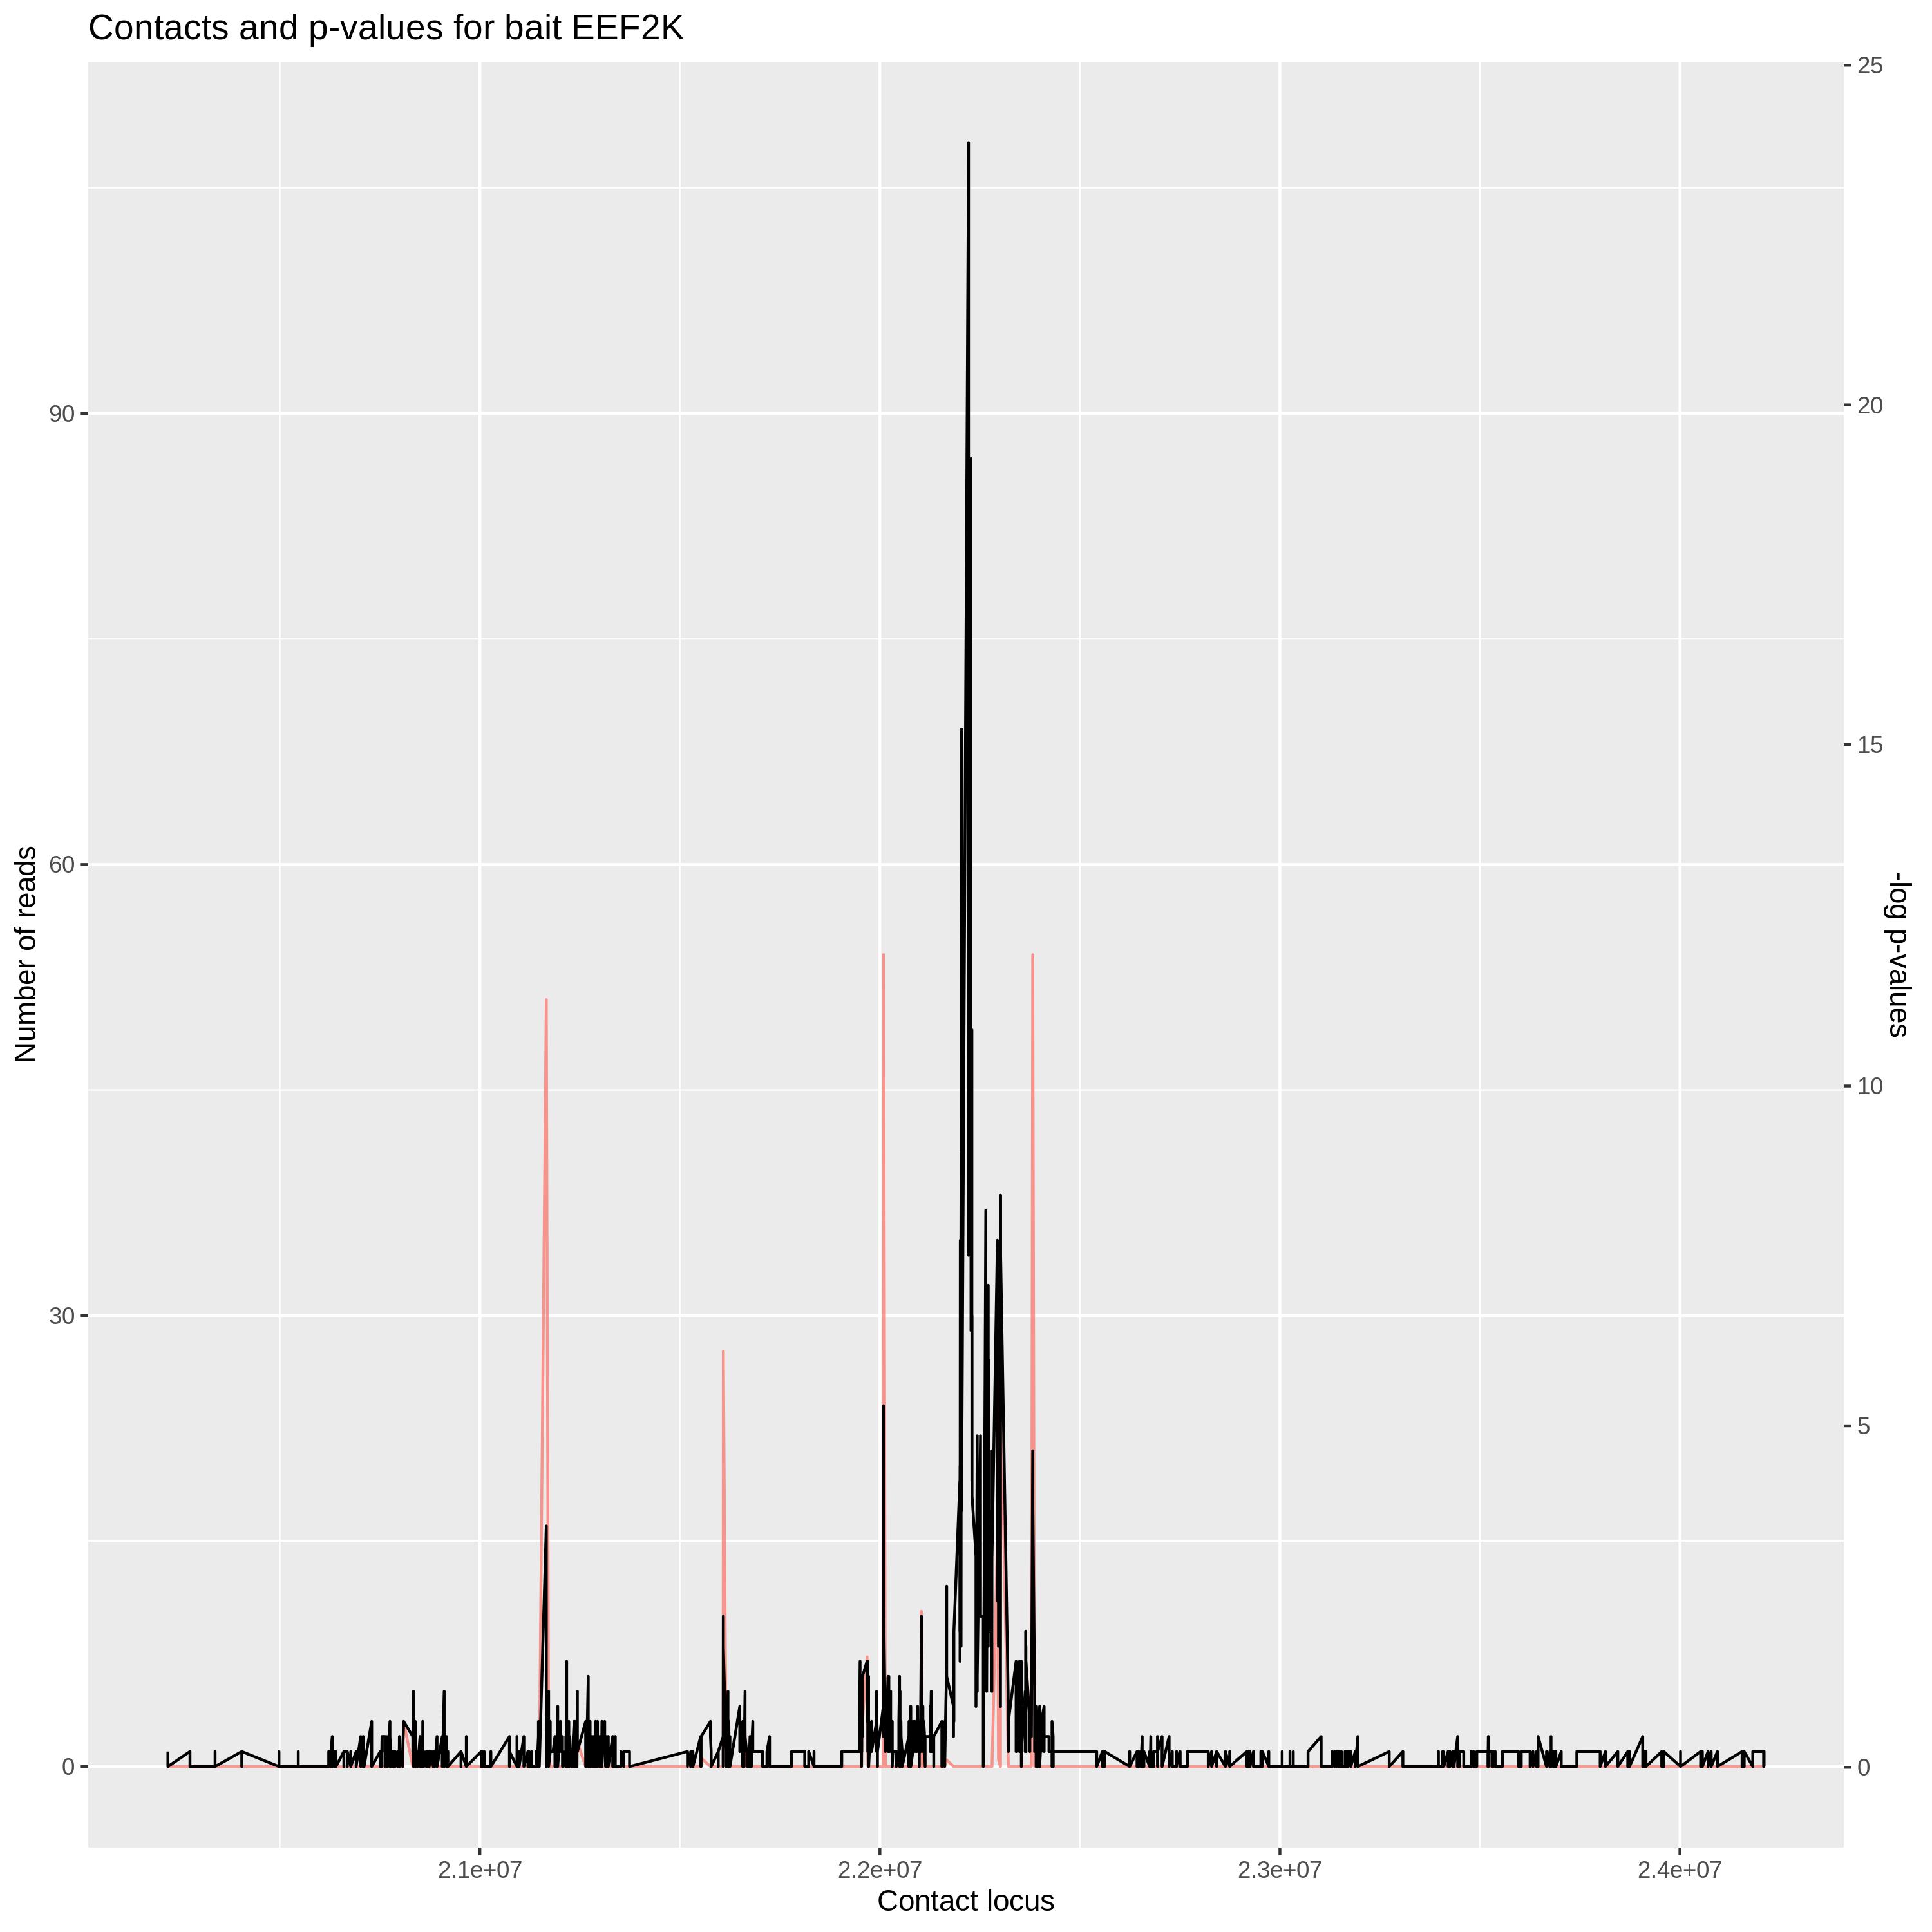 Contacts and p-values for bait EEF2K
25
90
20
15
60
Number of reads
-log p-values
10
30
5
0
0
2.1e+07 2.2e+07 2.3e+07 2.4e+07
Contact locus